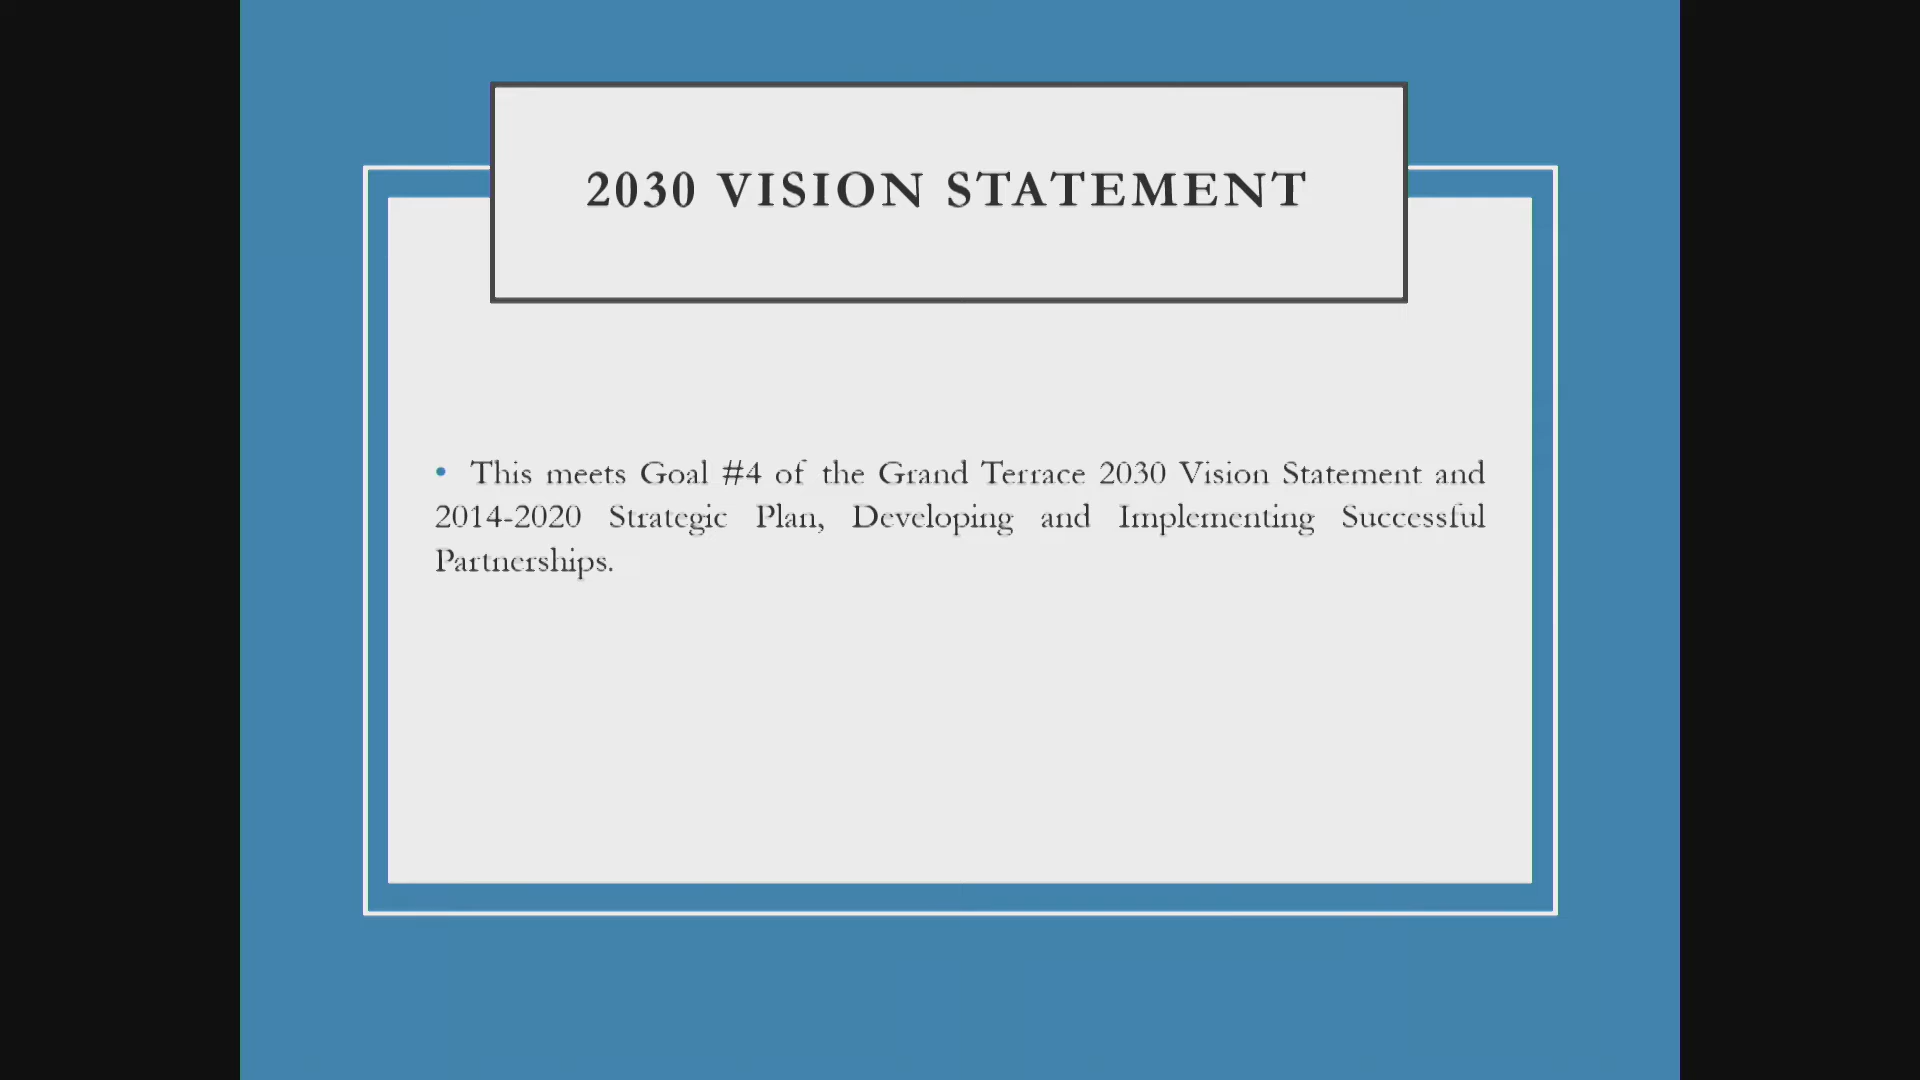 2030 VISION STATEMENT
• This meets Goal #4 of the Grand Terrace 2030 Vision Statement and
2014-2020 Strategic Plan, Developing and Implementing Successful
Partnerships.